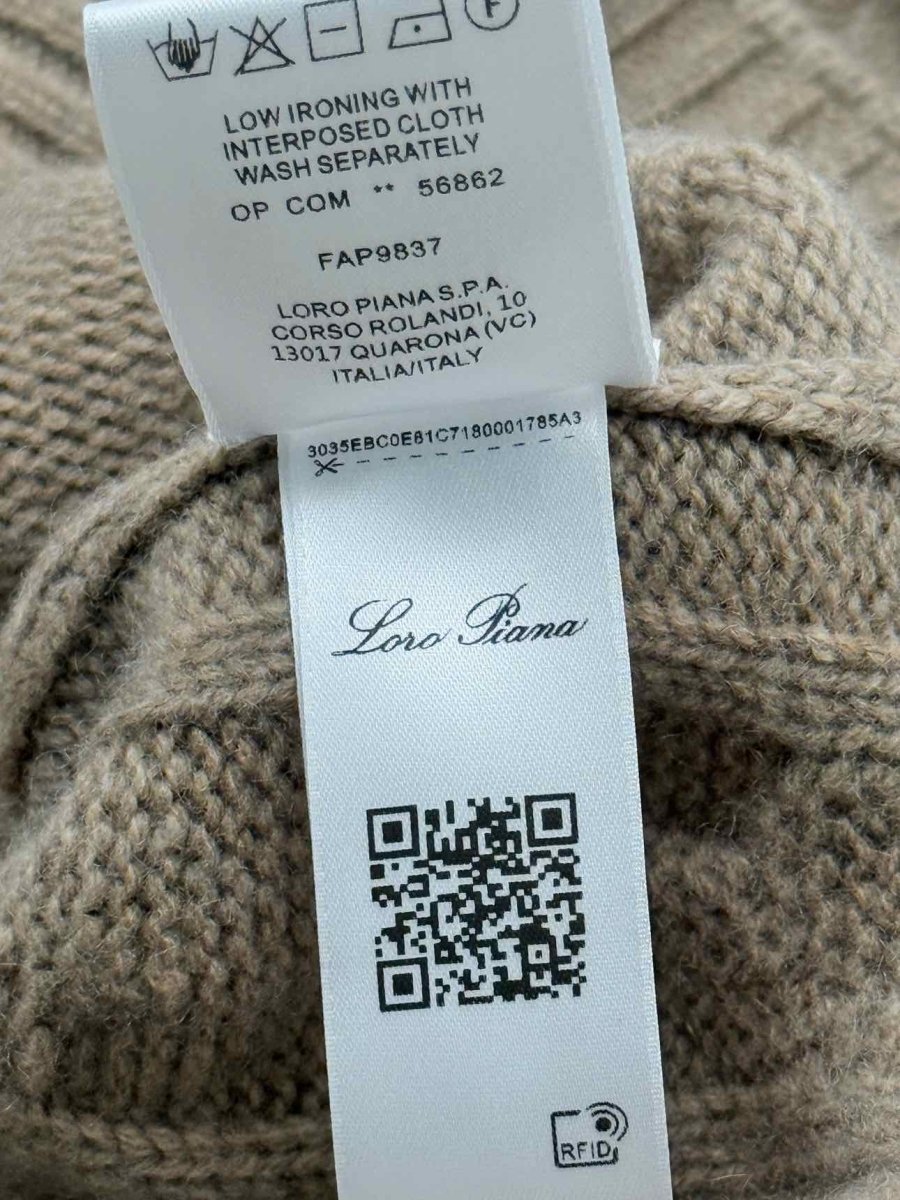 F
LOW IRONING WITH
INTERPOSED CLOTH
WASH SEPARATELY
OP COM ** 56862
FAP9837
LORO PIANA S.P.A.
CORSO ROLANDI, 10
13017 QUARONA (VC)
ITALIA/ITALY
3035EBC0E81C7180001785A3
Loro Piana
RFID